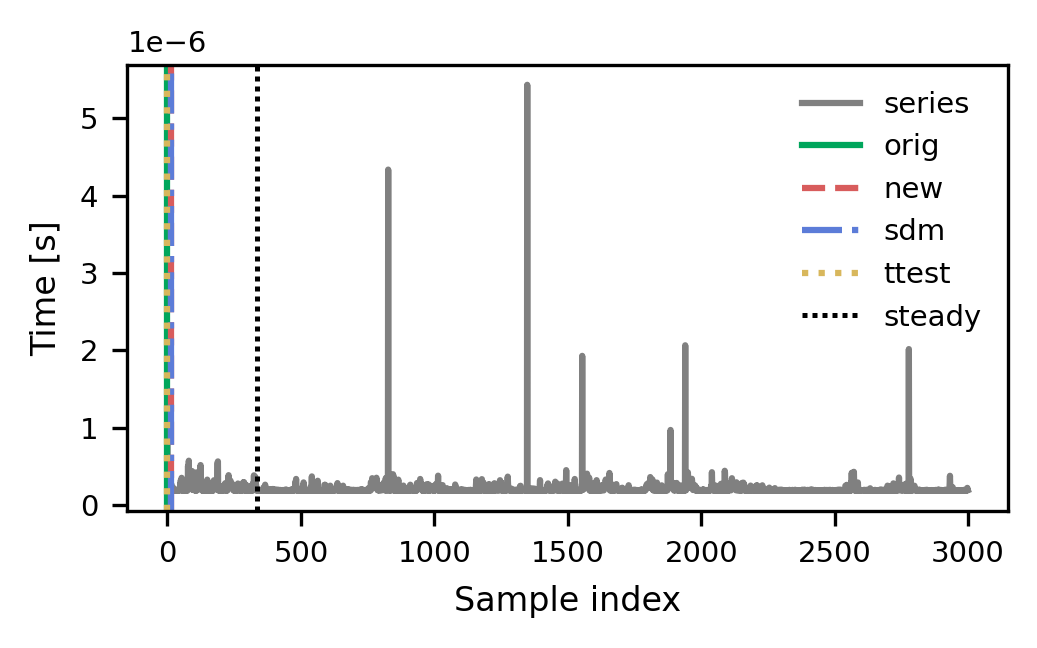 1e−6
Time [s]
5
4
3
2
1
0
series
orig
new
sdm
ttest
steady
0 500 1000 1500 2000 2500 3000
Sample index